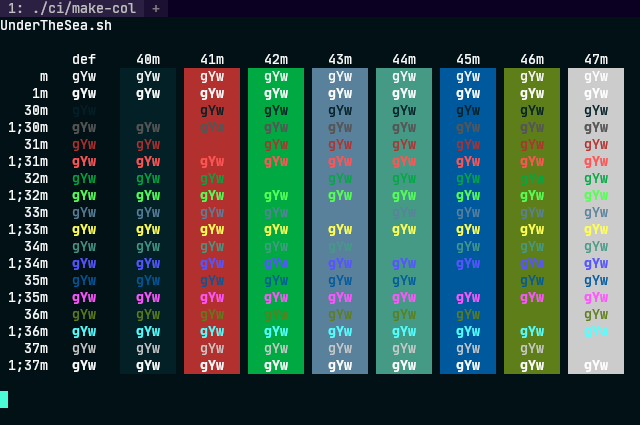 1: ./ci/make-col +
UnderTheSea.sh
def 40m 41m 42m 43m 44m 45m 46m 47m
m gYw gYw gYw gYw gYw gYw gYw gYw gYw
1m gYw gYw gYw gYw gYw gYw gYw gYw gYw
30m gYw gYw gYw gYw gYw gYw gYw gYw
1;30m gYw gYw gYw gYw gYw gYw gYw gYw gYw
31m gYw gYw gYw gYw gYw gYw gYw gYw
1;31m gYw gYw gYw gYw gYw gYw gYw gYw gYw
32m gYw gYw gYw gYw gYw gYw gYw gYw
1;32m gYw gYw gYw gYw gYw gYw gYw gYw gYw
33m gYw gYw gYw gYw gYw gYw gYw gYw
1;33m gYw gYw gYw gYw gYw gYw gYw gYw gYw
34m gYw gYw gYw gYw gYw gYw gYw gYw
1;34m gYw gYw gYw gYw gYw gYw gYw gYw gYw
35m gYw gYw gYw gYw gYw gYw gYw gYw
1;35m gYw gYw gYw gYw gYw gYw gYw gYw gYw
36m gYw gYw gYw gYw gYw gYw gYw gYw
1;36m gYw gYw gYw gYw gYw gYw gYw gYw gYw
37m gYw gYw gYw gYw gYw gYw gYw gYw
1;37m gYw gYw gYw gYw gYw gYw gYw gYw gYw